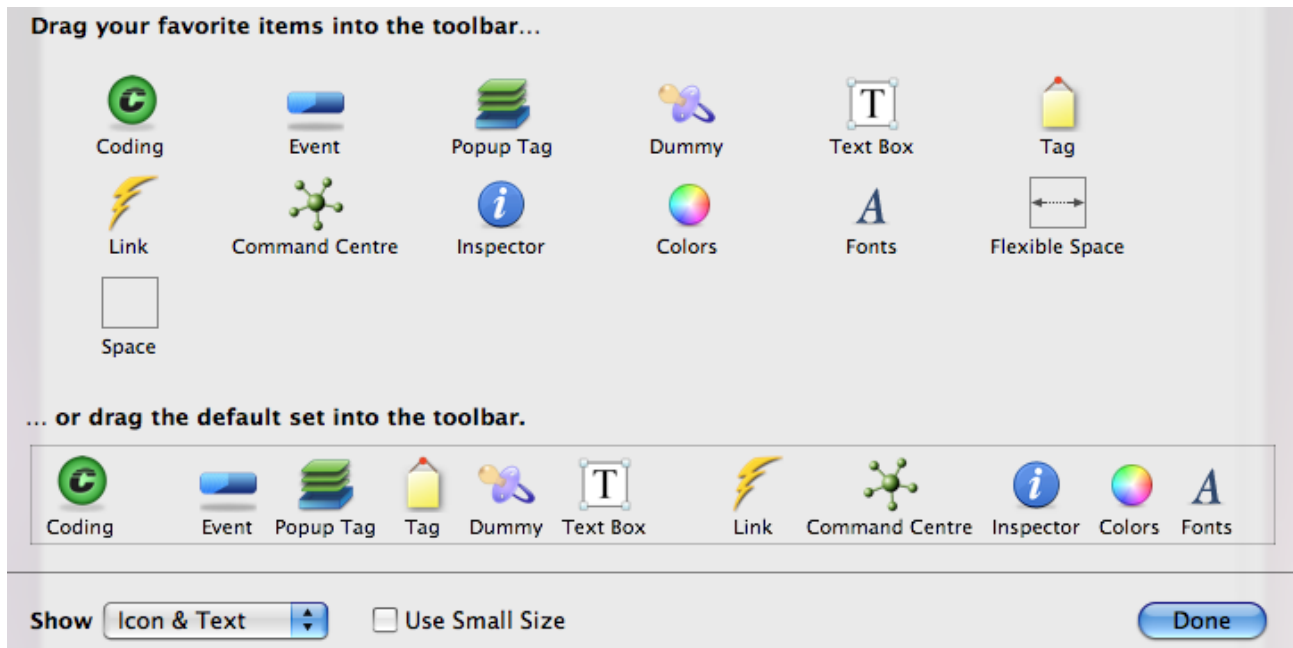 Drag your favorite items into the toolbar...
C
T
Coding Event Popup Tag Dummy Text Box Tag
i
A
Link Command Centre Inspector Colors Fonts Flexible Space
Space
... or drag the default set into the toolbar.
C
T
i
A
Coding Event Popup Tag Tag Dummy Text Box Link Command Centre Inspector Colors Fonts
Show Icon & Text Use Small Size Done